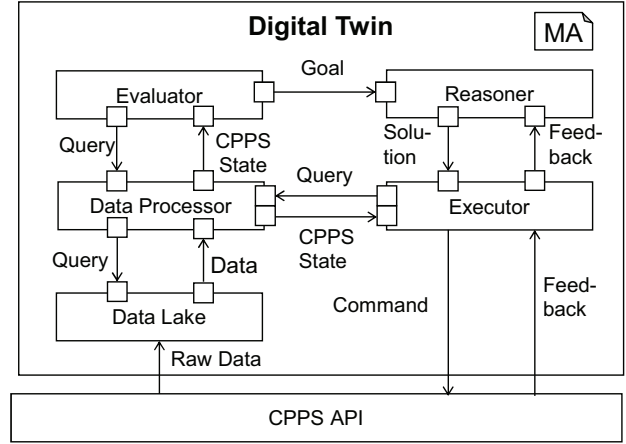 Digital Twin
MA
Goal
Evaluator
Reasoner
Query
CPPS
State
Solu-
tion
Feed-
back
Query
Data Processor
Executor
CPPS
State
Query
Data
Command
Feed-
back
Data Lake
Raw Data
CPPS API